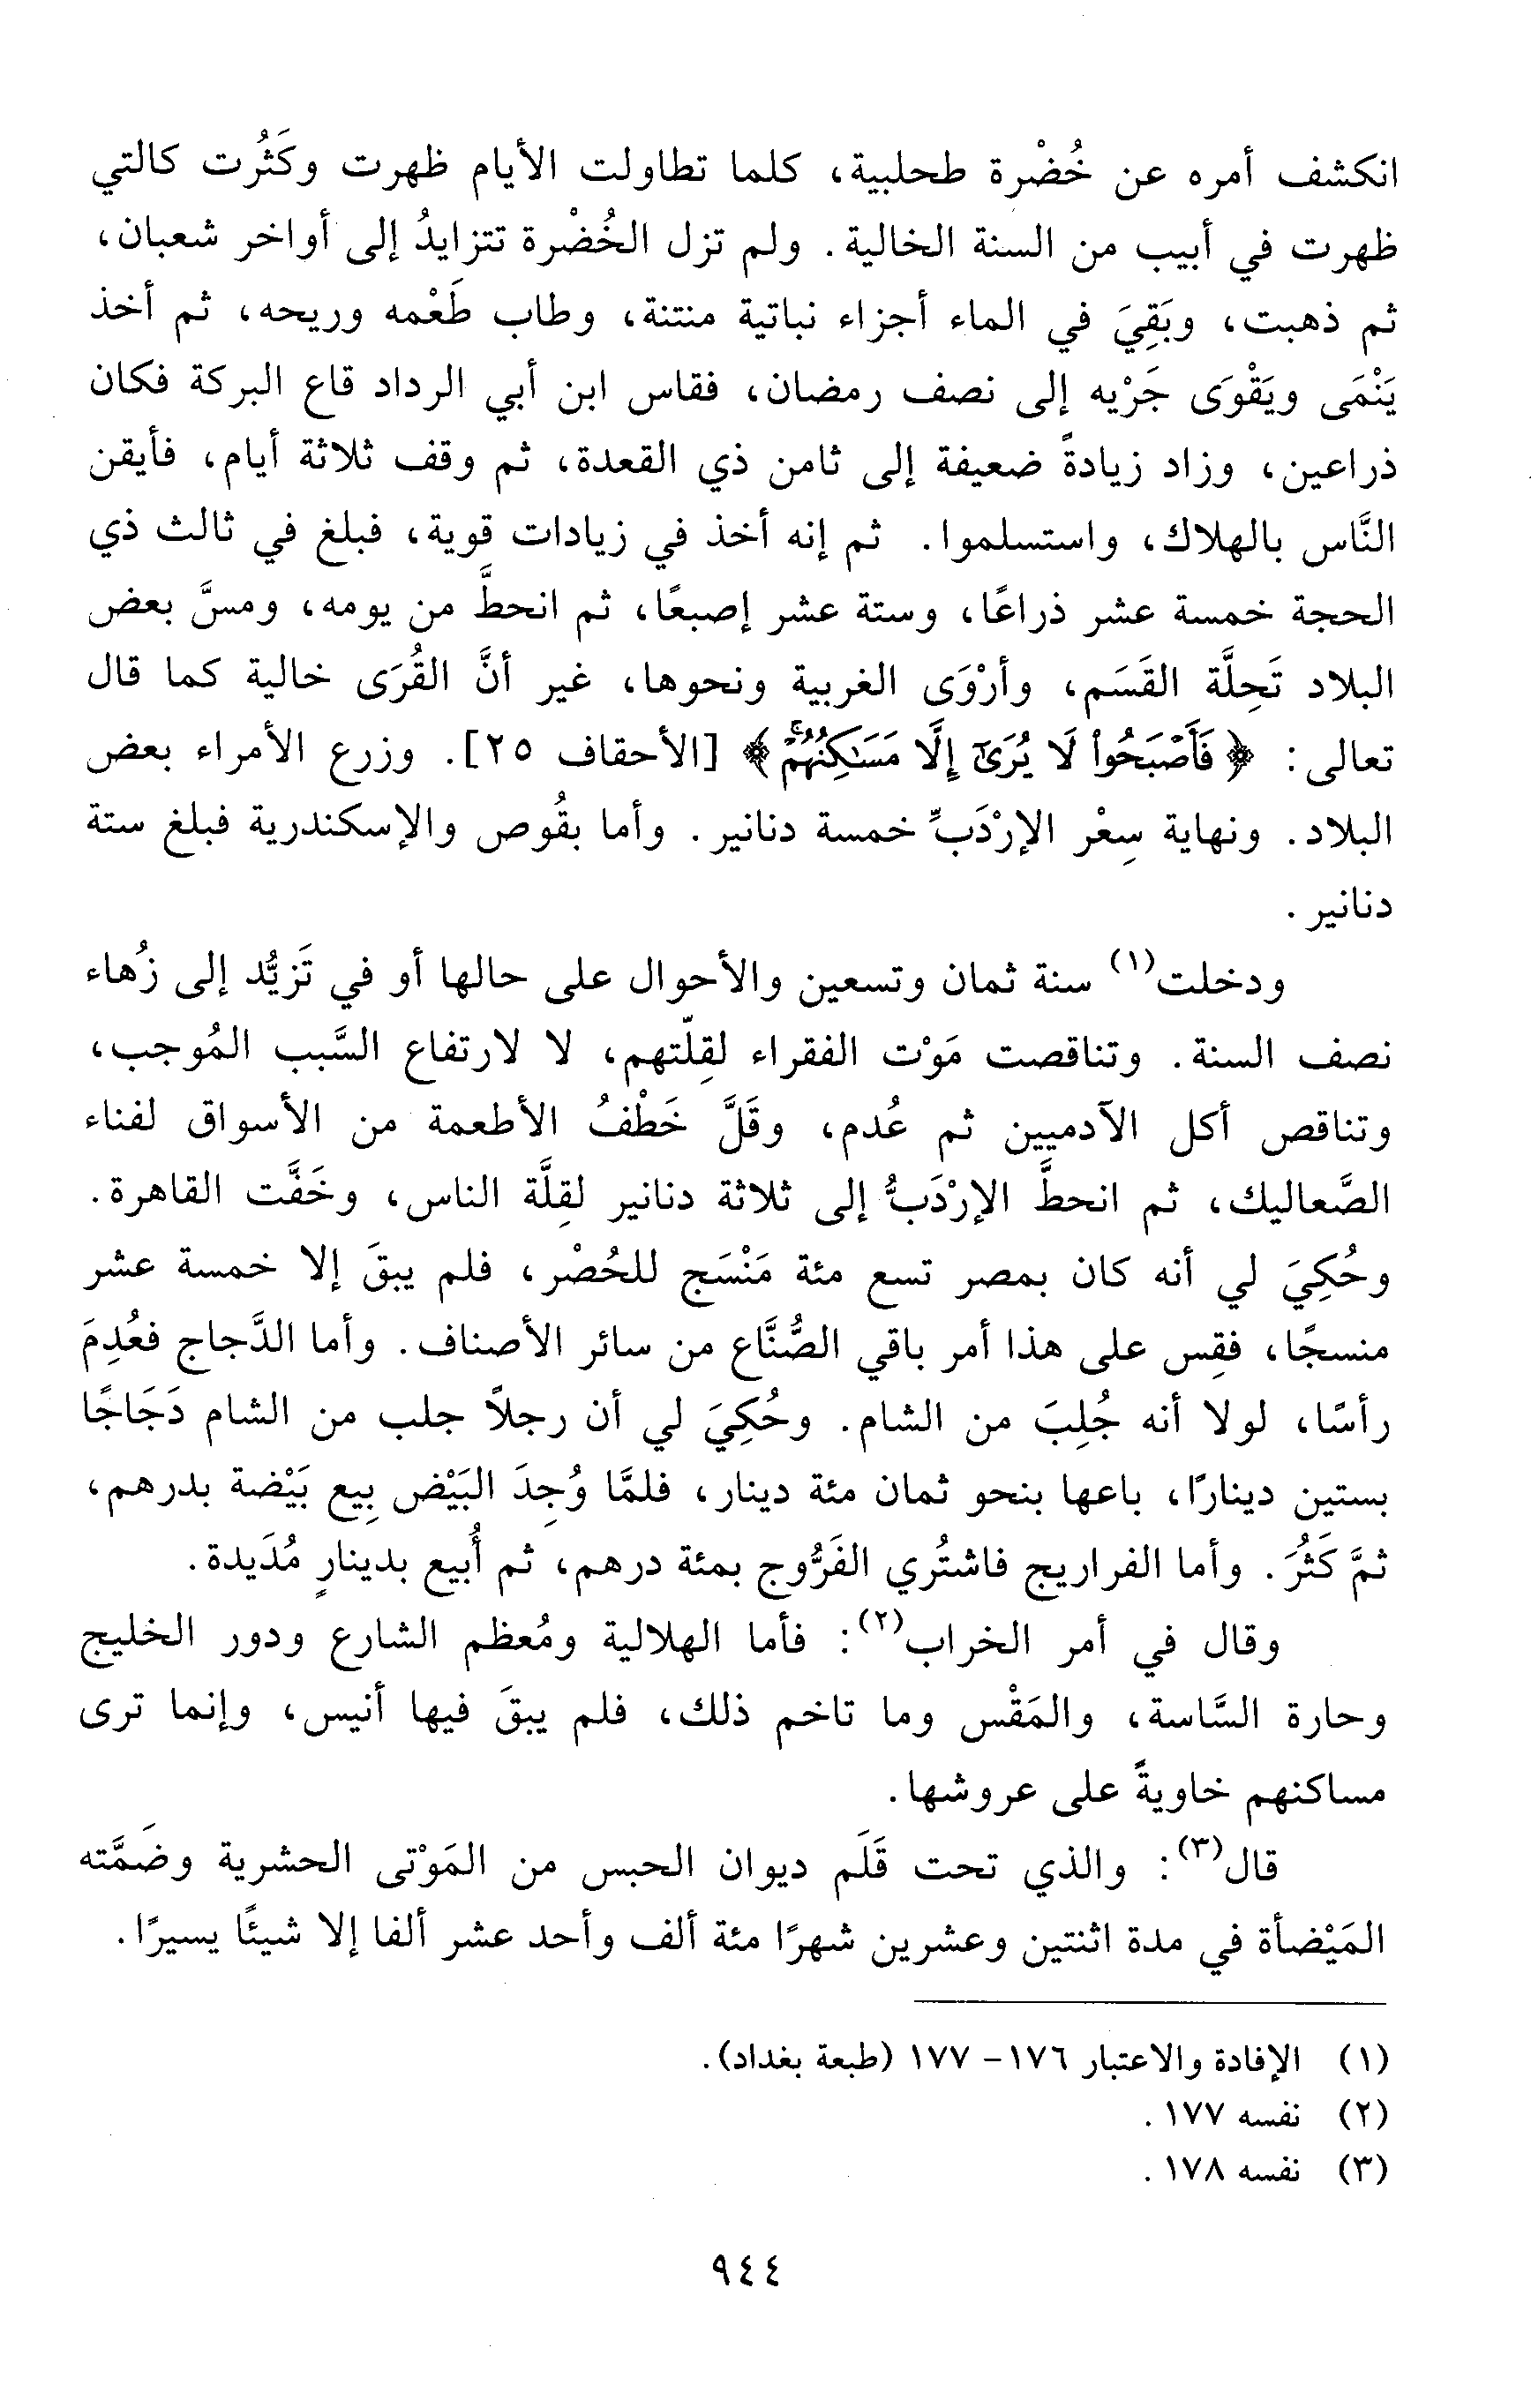 انكشف أمره عن خُضْرة طحلبية، كلما تطاولت الأيام ظهرت وكَثُرت كالتي
ظهرت في أبيب من السنة الخالية. ولم تزل الخُضْرة تتزايدُ إلى أواخر شعبان،
ثم ذهبت، وبَقِيَ في الماء أجزاء نباتية منتنة، وطاب طَعْمه وريحه، ثم أخذ
يَنْمَى ويَقْوَى جَرْيه إلى نصف رمضان، فقاس ابن أبي الرداد قاع البركة فكان
ذراعين، وزاد زيادةً ضعيفة إلى ثامن ذي القعدة، ثم وقف ثلاثة أيام، فأيقن
النَّاس بالهلاك، واستسلموا. ثم إنه أخذ في زيادات قوية، فبلغ في ثالث ذي
الحجة خمسة عشر ذراعًا، وستة عشر إصبعًا، ثم انحطَّ من يومه، ومسَّ بعض
البلاد تَحِلَّة القَسَم، وأرْوَى الغربية ونحوها، غير أنَّ القُرَى خالية كما قال
تعالى: ﴿فَأَصْبَحُوا۟ لَا يُرَىٰٓ إِلَّا مَسَٰكِنُهُمْ ۚ﴾ [الأحقاف ٢٥]. وزرع الأمراء بعض
البلاد. ونهاية سِعْر الإرْدَبِّ خمسة دنانير. وأما بقُوص والإسكندرية فبلغ ستة
دنانير.
ودخلت(١) سنة ثمان وتسعين والأحوال على حالها أو في تَزيُّد إلى زُهاء
نصف السنة. وتناقصت مَوْت الفقراء لقِلّتهم، لا لارتفاع السَّبب المُوجب،
وتناقص أكل الآدميين ثم عُدم، وقَلَّ خَطْفُ الأطعمة من الأسواق لفناء
الصَّعاليك، ثم انحطَّ الإرْدَبُّ إلى ثلاثة دنانير لقِلَّة الناس، وخَفَّت القاهرة.
وحُكِيَ لي أنه كان بمصر تسع مئة مَنْسَج للحُصْر، فلم يبقَ إلا خمسة عشر
منسجًا، فقِس على هذا أمر باقي الصُّنَّاع من سائر الأصناف. وأما الدَّجاج فعُدِمَ
رأسًا، لولا أنه جُلِبَ من الشام. وحُكِيَ لي أن رجلاً جلب من الشام دَجَاجًا
بستين دينارًا، باعها بنحو ثمان مئة دينار، فلمَّا وُجِدَ البَيْض بِيع بَيْضة بدرهم،
ثمَّ كَثُرَ. وأما الفراريج فاشتُري الفَرُّوج بمئة درهم، ثم أُبيع بدينارٍ مُدَيدة.
وقال في أمر الخراب(٢): فأما الهلالية ومُعظم الشارع ودور الخليج
وحارة السَّاسة، والمَقْس وما تاخم ذلك، فلم يبقَ فيها أنيس، وإنما ترى
مساكنهم خاويةً على عروشها.
قال(٣): والذي تحت قَلَم ديوان الحبس من المَوْتى الحشرية وضَمَّته
المَيْضأة في مدة اثنتين وعشرين شهرًا مئة ألف وأحد عشر ألفا إلا شيئًا يسيرًا.
(١) الإفادة والاعتبار ١٧٦ - ١٧٧ (طبعة بغداد).
(٢) نفسه ١٧٧.
(٣) نفسه ١٧٨.
٩٤٤